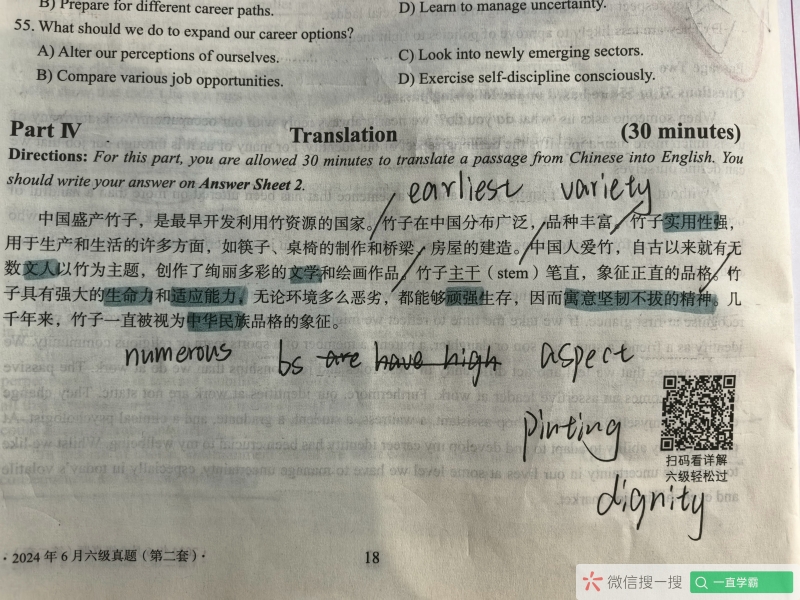 B) Prepare for different career paths.    D) Learn to manage uncertainty.
55. What should we do to expand our career options?
A) Alter our perceptions of ourselves.    C) Look into newly emerging sectors.
B) Compare various job opportunities.    D) Exercise self-discipline consciously.
Part Ⅳ    Translation    (30 minutes)
Directions: For this part, you are allowed 30 minutes to translate a passage from Chinese into English. You
should write your answer on Answer Sheet 2.
earliest    variety
中国盛产竹子，是最早开发利用竹资源的国家。竹子在中国分布广泛，品种丰富。竹子实用性强，
用于生产和生活的许多方面，如筷子、桌椅的制作和桥梁、房屋的建造。中国人爱竹，自古以来就有无
数文人以竹为主题，创作了绚丽多彩的文学和绘画作品。竹子主干（stem）笔直，象征正直的品格。竹
子具有强大的生命力和适应能力，无论环境多么恶劣，都能够顽强生存，因而寓意坚韧不拔的精神。几
千年来，竹子一直被视为中华民族品格的象征。
numerous    bs are have high    aspect
pinting
扫码看详解
六级轻松过
dignity
·2024年6月六级真题（第二套）·    18
微信搜一搜    一直学霸